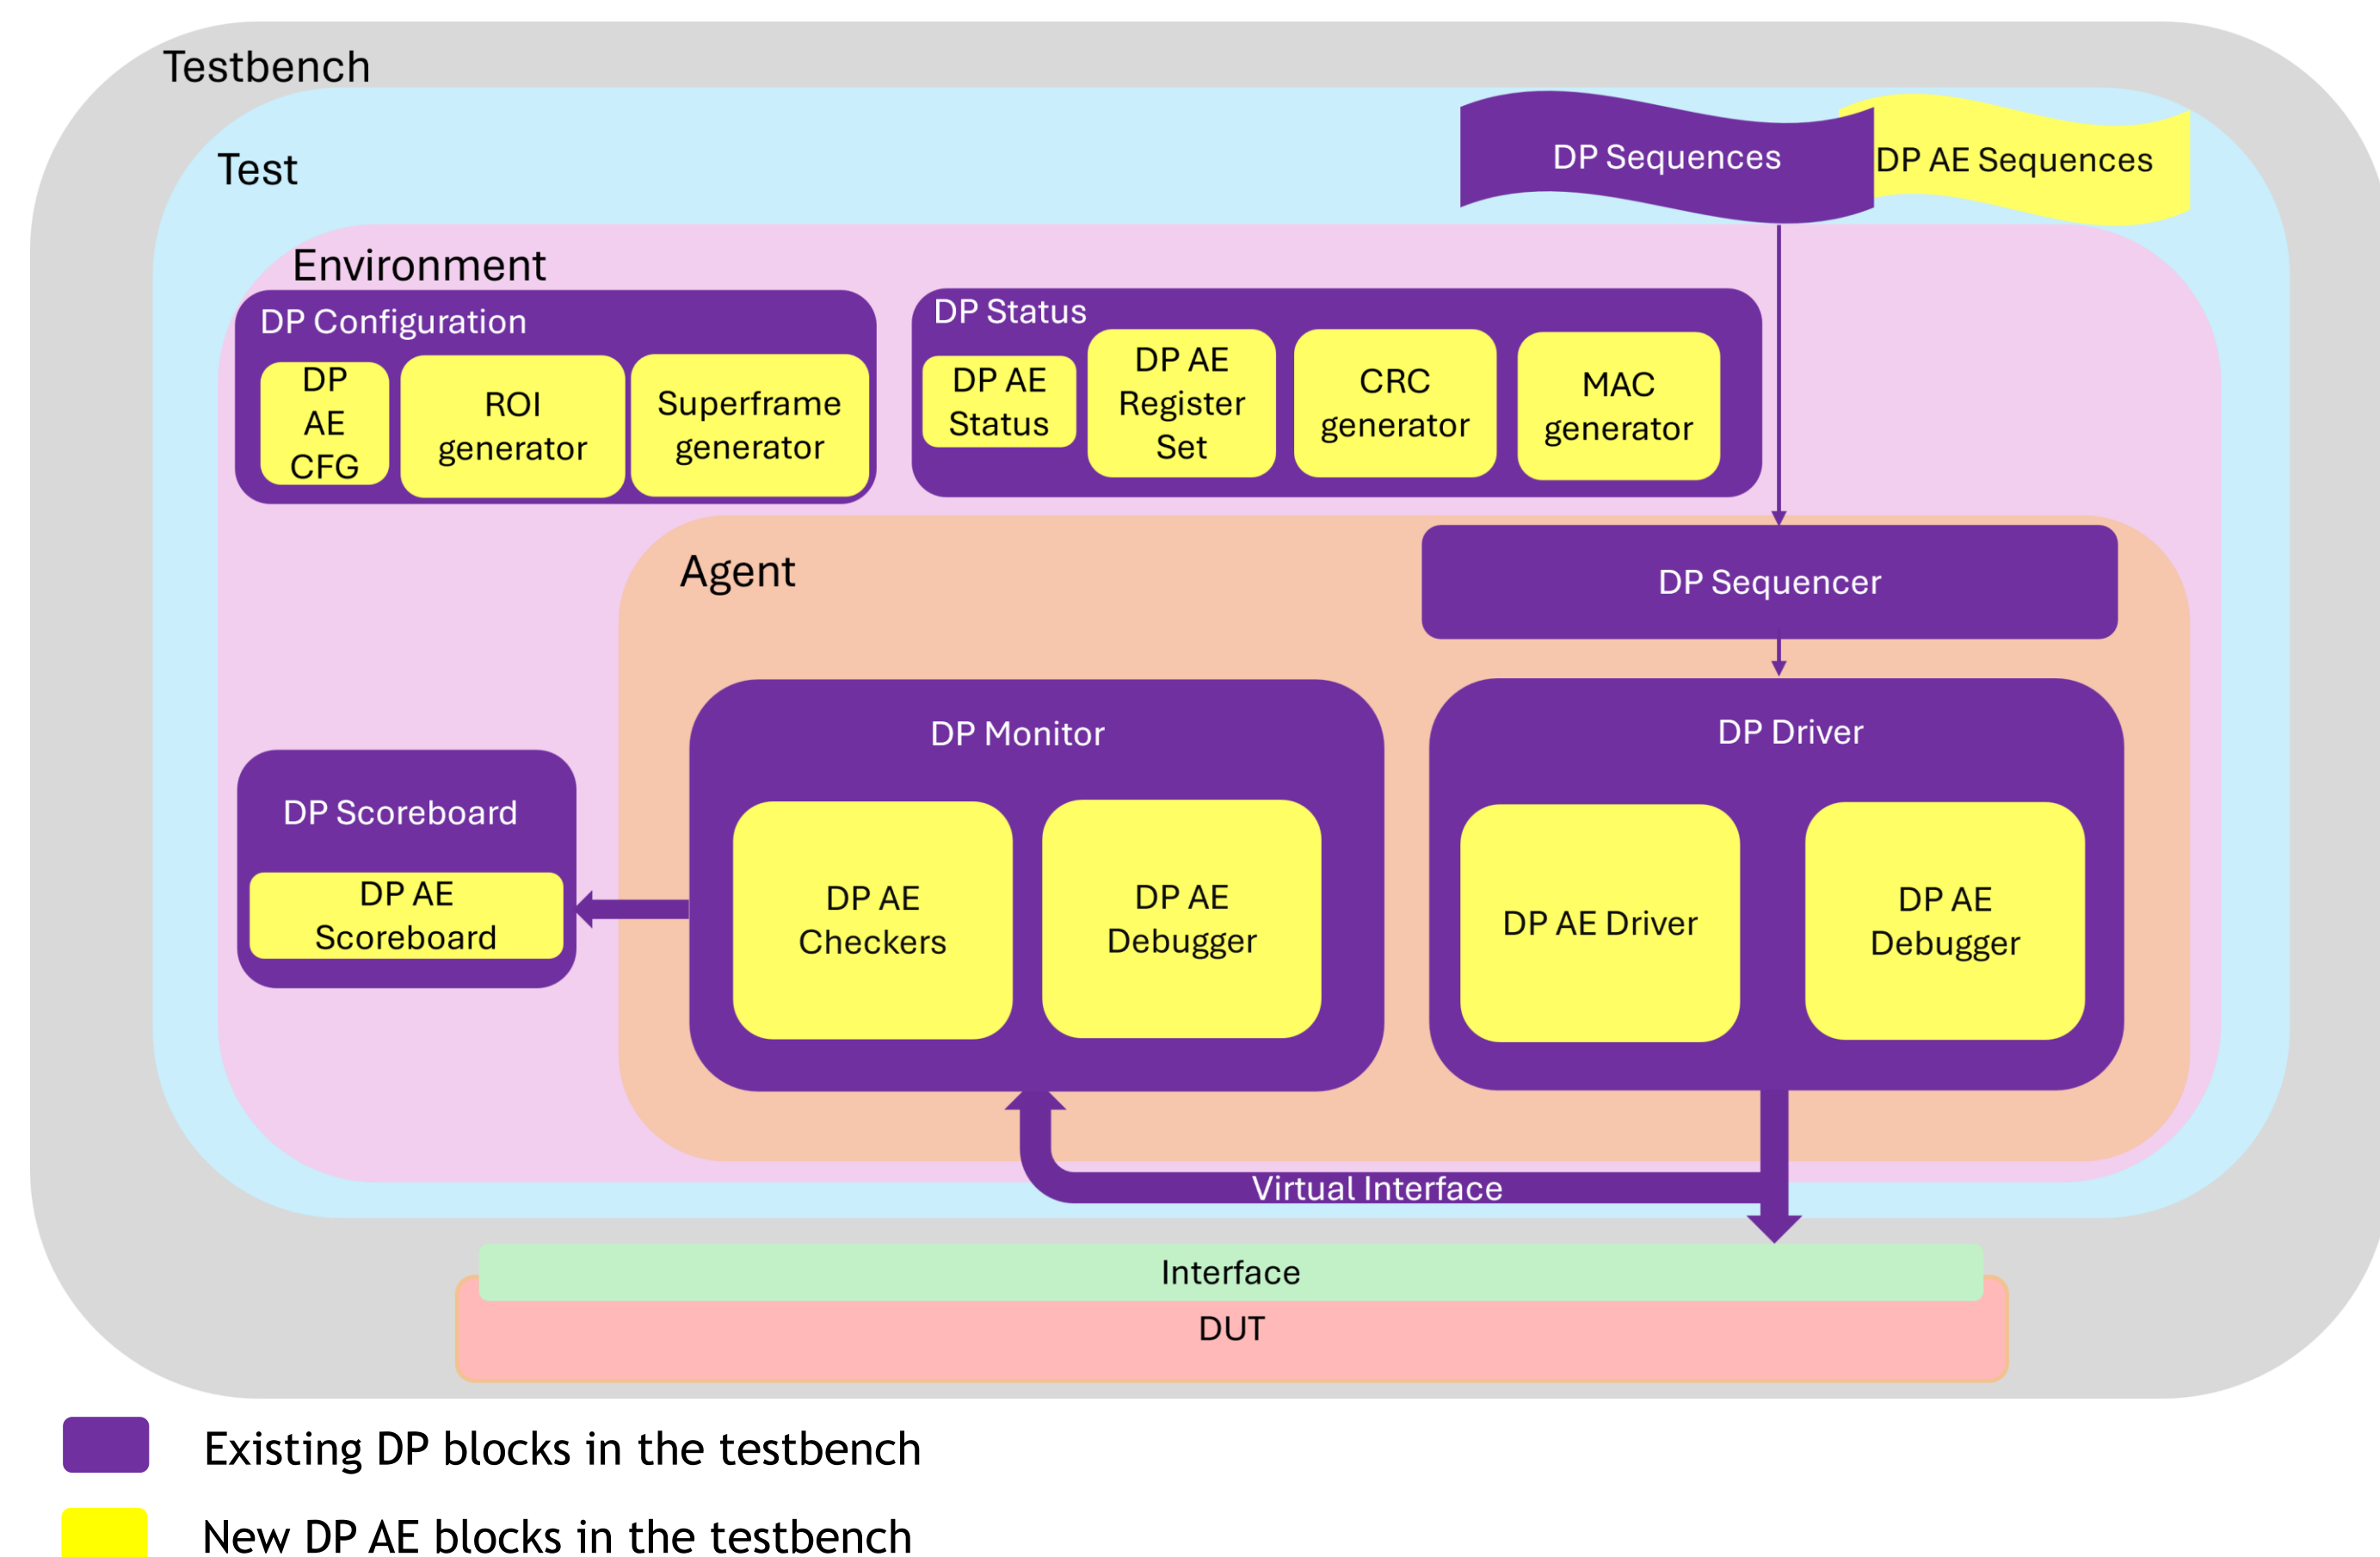 Testbench
DP Sequences
DP AE Sequences
Test
Environment
DP Configuration
DP
AE
CFG
ROI
generator
Superframe
generator
DP Status
DP AE
Status
DP AE
Register
Set
CRC
generator
MAC
generator
Agent
DP Sequencer
DP Monitor
DP AE
Checkers
DP AE
Debugger
DP Driver
DP AE Driver
DP AE
Debugger
DP Scoreboard
DP AE
Scoreboard
Virtual Interface
Interface
DUT
Existing DP blocks in the testbench
New DP AE blocks in the testbench